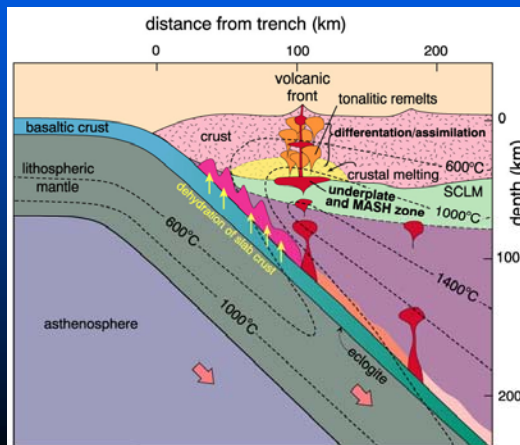 distance from trench (km)
0
100
200
volcanic
front
tonalitic remelts
0
basaltic crust
crust
differentation/assimilation
600°C
crustal melting
lithospheric
mantle
SCLM
underplate
and MASH zone
1000°C
dehydration of slab crust
depth (km)
600°C
100
1400°C
1000°C
asthenosphere
eclogite
200